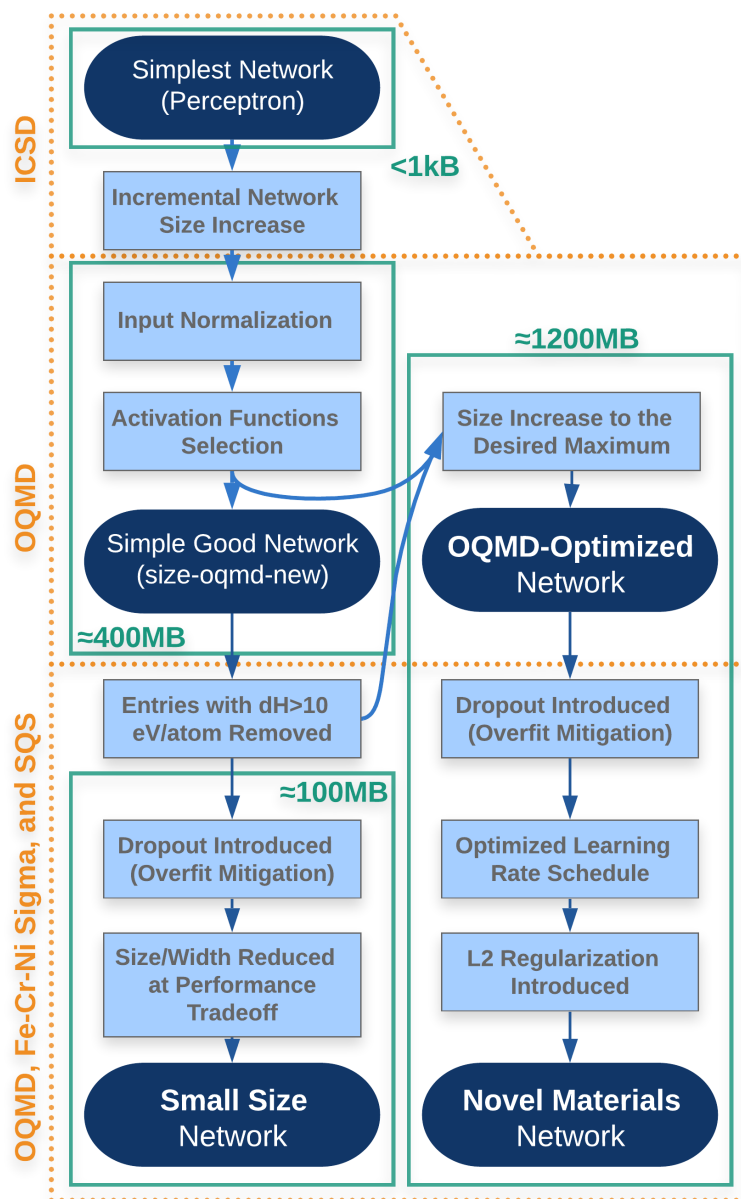 ICSD
Simplest Network
(Perceptron)
<1kB
Incremental Network
Size Increase
OQMD
Input Normalization
Activation Functions
Selection
Simple Good Network
(size-oqmd-new)
≈400MB
≈1200MB
Size Increase to the
Desired Maximum
OQMD-Optimized
Network
OQMD, Fe-Cr-Ni Sigma, and SQS
Entries with dH>10
eV/atom Removed
≈100MB
Dropout Introduced
(Overfit Mitigation)
Size/Width Reduced
at Performance
Tradeoff
Small Size
Network
Dropout Introduced
(Overfit Mitigation)
Optimized Learning
Rate Schedule
L2 Regularization
Introduced
Novel Materials
Network